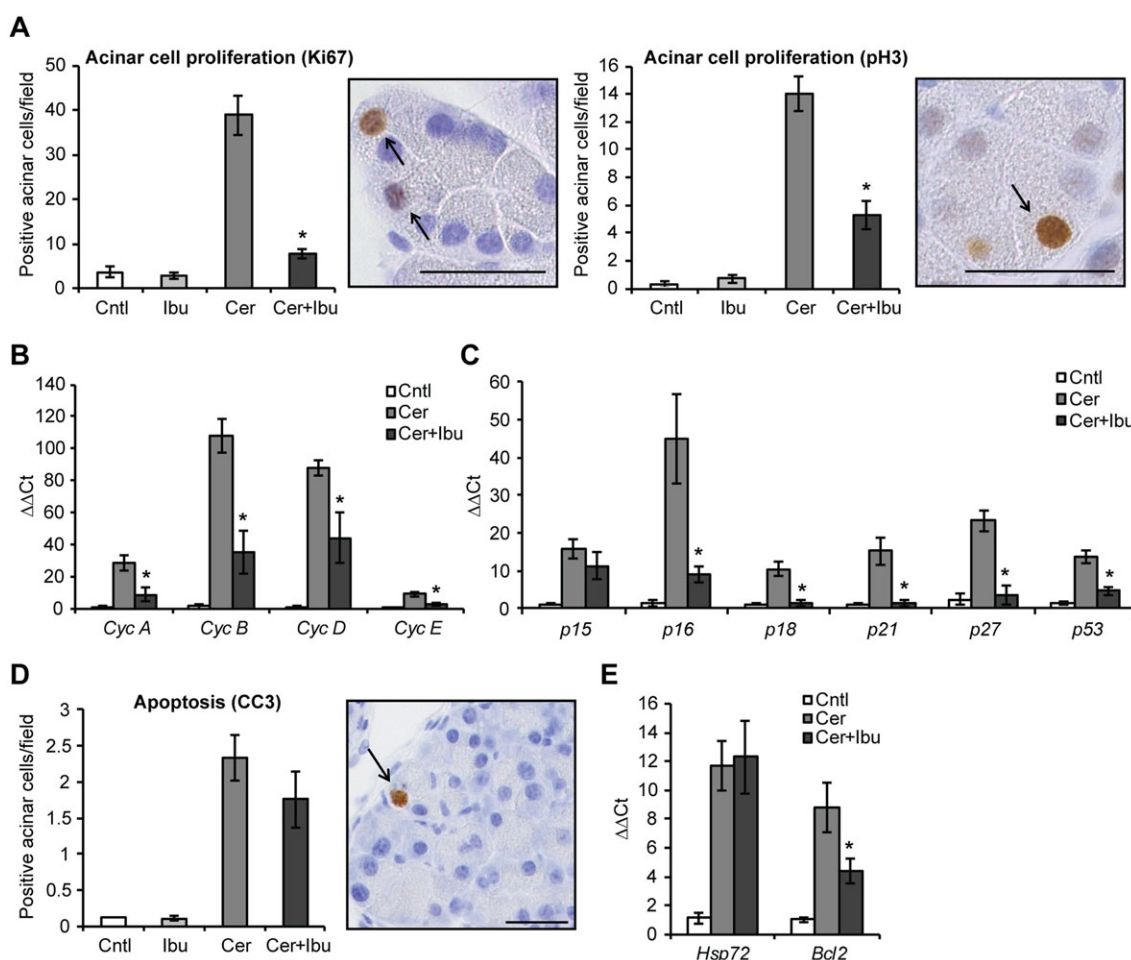 A
Acinar cell proliferation (Ki67)
Positive acinar cells/field
50
40
30
20
10
0
Cntl Ibu Cer Cer+Ibu
*
Acinar cell proliferation (pH3)
Positive acinar cells/field
16
14
12
10
8
6
4
2
0
Cntl Ibu Cer Cer+Ibu
*
B
ΔΔCt
140
120
100
80
60
40
20
0
Cntl
Cer
Cer+Ibu
* * * *
Cyc A Cyc B Cyc D Cyc E
C
ΔΔCt
60
50
40
30
20
10
0
Cntl
Cer
Cer+Ibu
* * * * *
p15 p16 p18 p21 p27 p53
D
Apoptosis (CC3)
Positive acinar cells/field
3
2.5
2
1.5
1
0.5
0
Cntl Ibu Cer Cer+Ibu
E
ΔΔCt
16
14
12
10
8
6
4
2
0
Cntl
Cer
Cer+Ibu
*
Hsp72 Bcl2